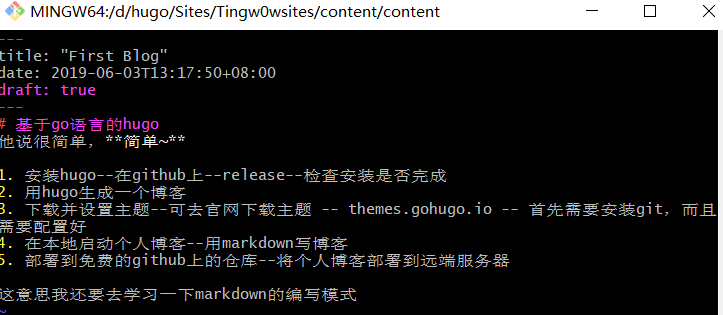 MINGW64:/d/hugo/Sites/Tingw0wsites/content/content
---
title: "First Blog"
date: 2019-06-03T13:17:50+08:00
draft: true
---
# 基于go语言的hugo
他说很简单，**简单~**
1. 安装hugo--在github上--release--检查安装是否完成
2. 用hugo生成一个博客
3. 下载并设置主题--可去官网下载主题 -- themes.gohugo.io -- 首先需要安装git，而且
需要配置好
4. 在本地启动个人博客--用markdown写博客
5. 部署到免费的github上的仓库--将个人博客部署到远端服务器
这意思我还要去学习一下markdown的编写模式
~